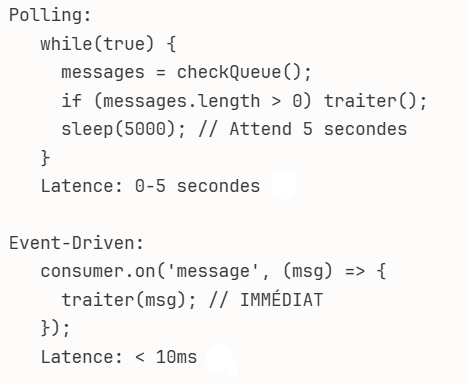 Polling:
while(true) {
messages = checkQueue();
if (messages.length > 0) traiter();
sleep(5000); // Attend 5 secondes
}
Latence: 0-5 secondes
Event-Driven:
consumer.on('message', (msg) => {
traiter(msg); // IMMÉDIAT
});
Latence: < 10ms